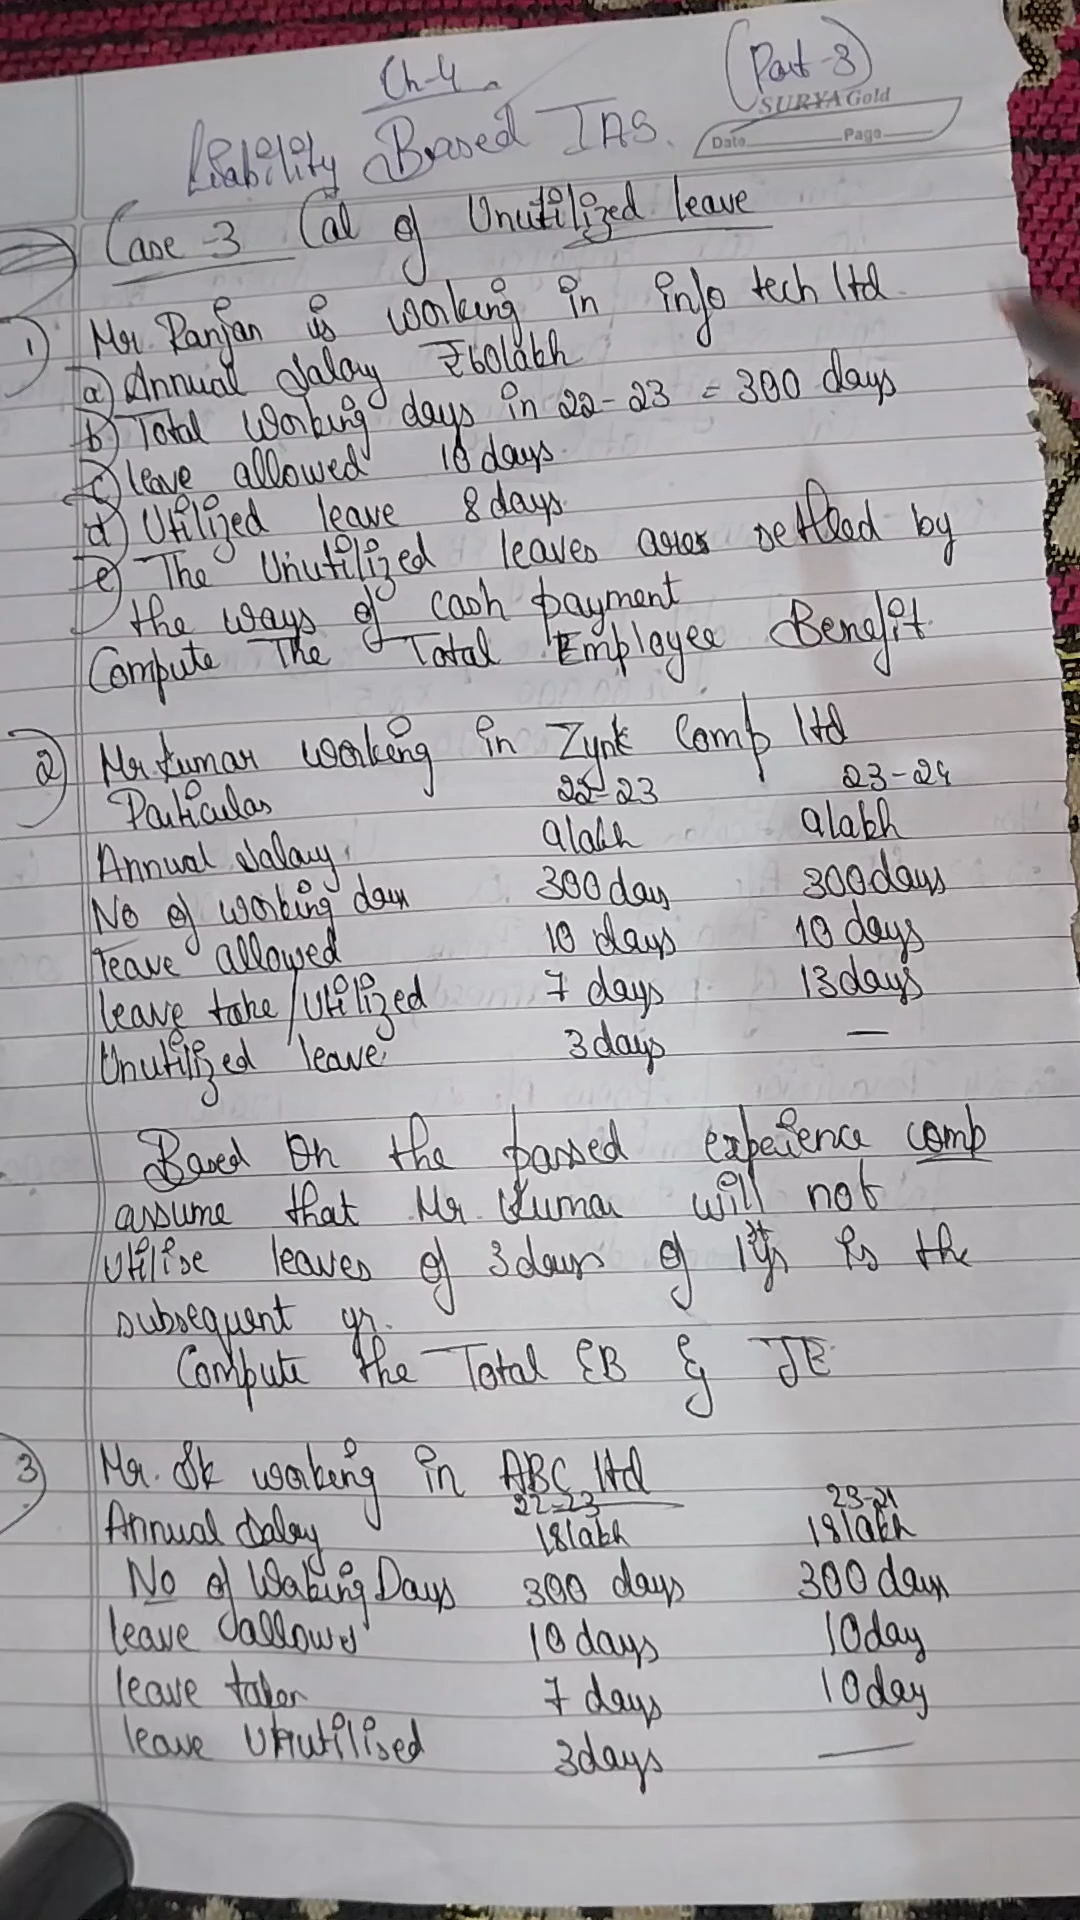 Ch-4
(Part-3)
SURYA Gold
Date Page
Liability Based IAS.
Case-3 Cal of Unutilized leave
1) Mr. Ranjan is working in info tech ltd.
a) Annual Salary ₹60lakh
b) Total Working days in 22-23 = 300 days
c) leave allowed 10 days.
d) Utilized leave 8 days.
e) The Unutilized leaves settled by
the ways of cash payment
Compute The Total Employee Benefit.
2) Mr. Kumar working in Zynk Comp ltd
Particulas 22-23 23-24
Annual Salary. 9lakh 9lakh
No of working days 300 days 300 days
leave allowed 10 days 10 days
leave take/Utilized 7 days 13 days
Unutilized leave. 3 days —
Based On the passed expeience comp
assume that Mr. Kumar will not
Utilise leaves of 3 days of 1st yr is the
subsequent yr.
Compute the Total EB & JE
3) Mr. Sk working in ABC ltd
22-23 23-24
Annual Salary 18lakh 18lakh
No of Working Days 300 days 300 days
leave allowed 10 days 10 day
leave taken 7 days 10 day
leave Unutilised 3 days —